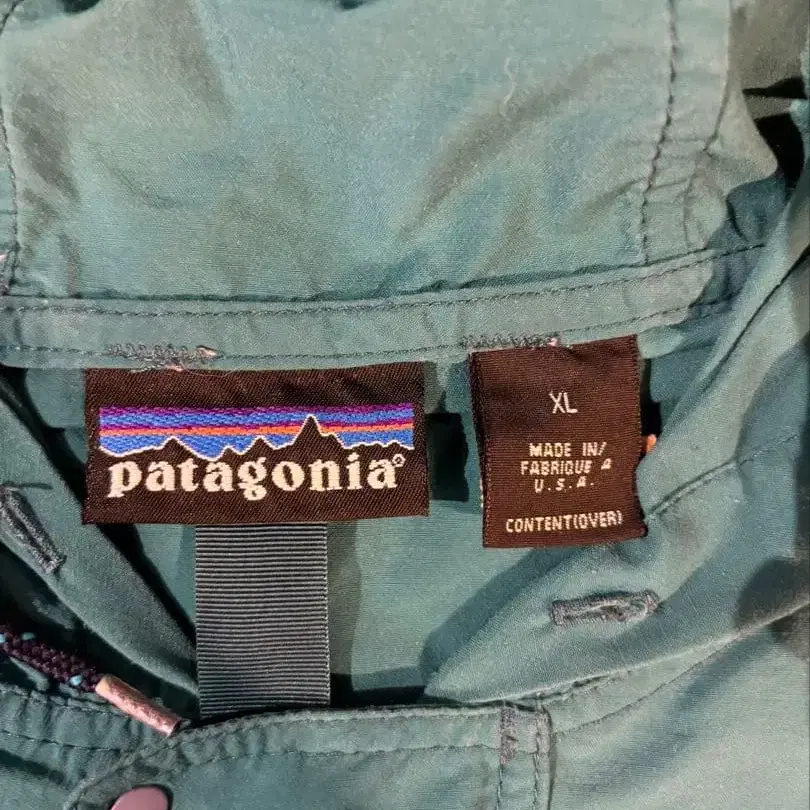 patagonia®
XL
MADE IN/
FABRIQUE A
U.S.A.
CONTENT(OVER)